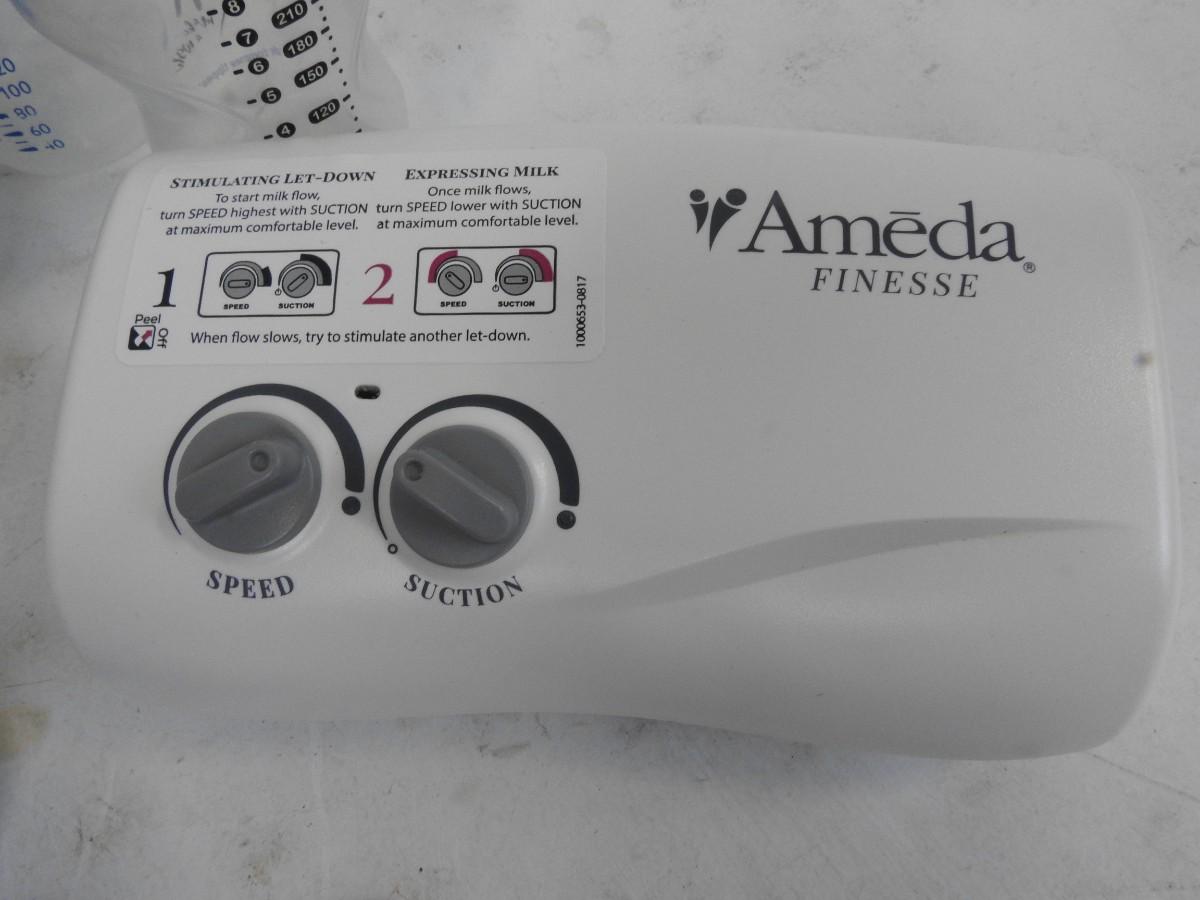 8 210
7 180
6 150
5
4 120
20
100
80
60
40
STIMULATING LET-DOWN
To start milk flow,
turn SPEED highest with SUCTION
at maximum comfortable level.
EXPRESSING MILK
Once milk flows,
turn SPEED lower with SUCTION
at maximum comfortable level.
1
SPEED SUCTION
2
SPEED SUCTION
Peel
Off
When flow slows, try to stimulate another let-down.
1000653-0817
Amēda®
FINESSE
SPEED
SUCTION